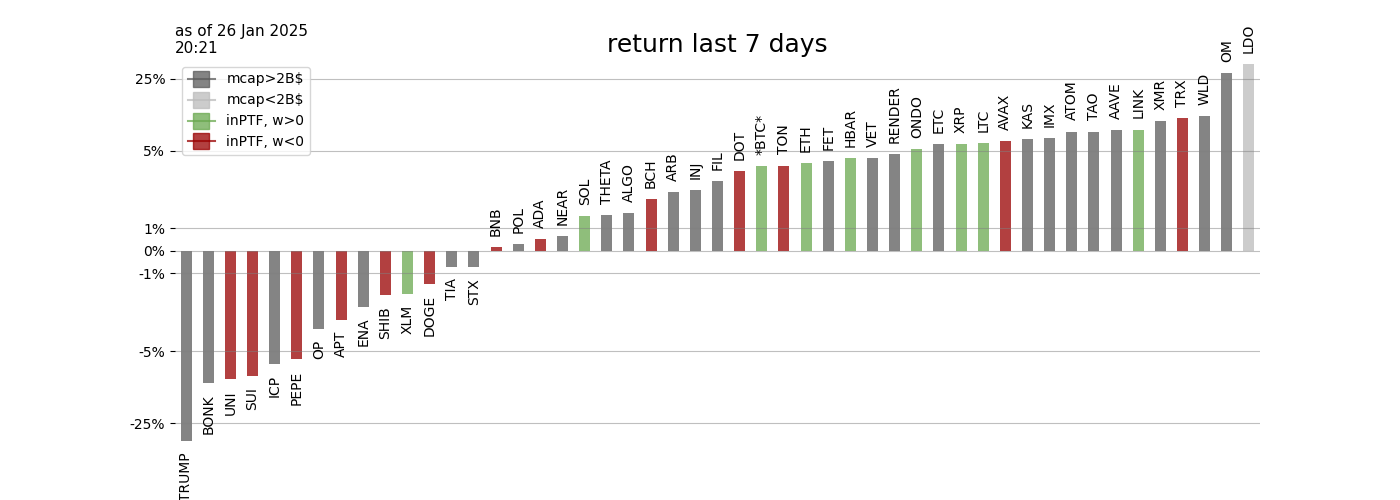 as of 26 Jan 2025
20:21
return last 7 days
mcap>2B$
mcap<2B$
inPTF, w>0
inPTF, w<0
25%
5%
1%
0%
-1%
-5%
-25%
TRUMP
BONK
UNI
SUI
ICP
PEPE
OP
APT
ENA
SHIB
XLM
DOGE
TIA
STX
BNB
POL
ADA
NEAR
SOL
THETA
ALGO
BCH
ARB
INJ
FIL
DOT
*BTC*
TON
ETH
FET
HBAR
VET
RENDER
ONDO
ETC
XRP
LTC
AVAX
KAS
IMX
ATOM
TAO
AAVE
LINK
XMR
TRX
WLD
OM
LDO